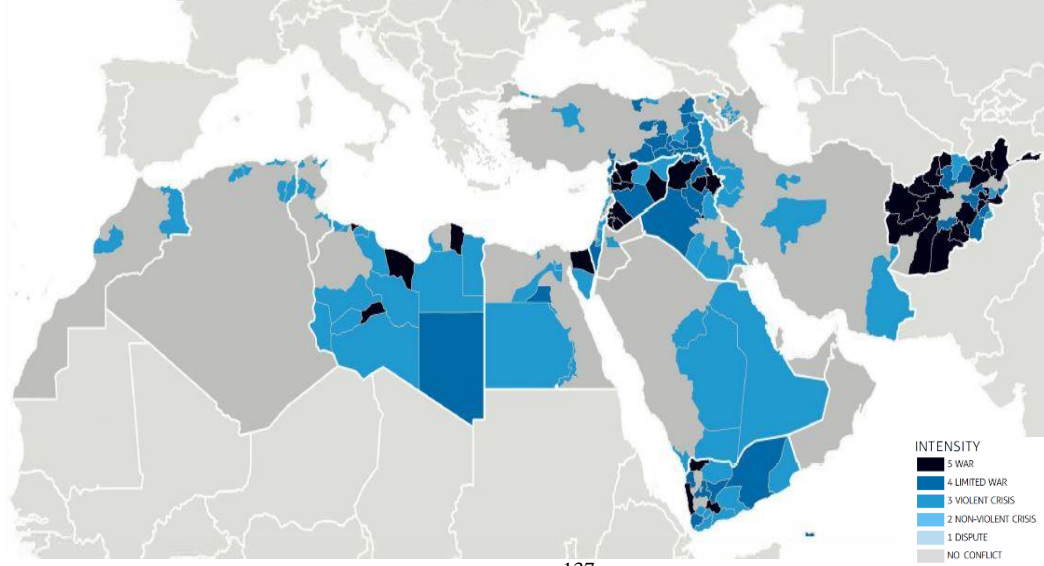 INTENSITY
5 WAR
4 LIMITED WAR
3 VIOLENT CRISIS
2 NON-VIOLENT CRISIS
1 DISPUTE
NO CONFLICT